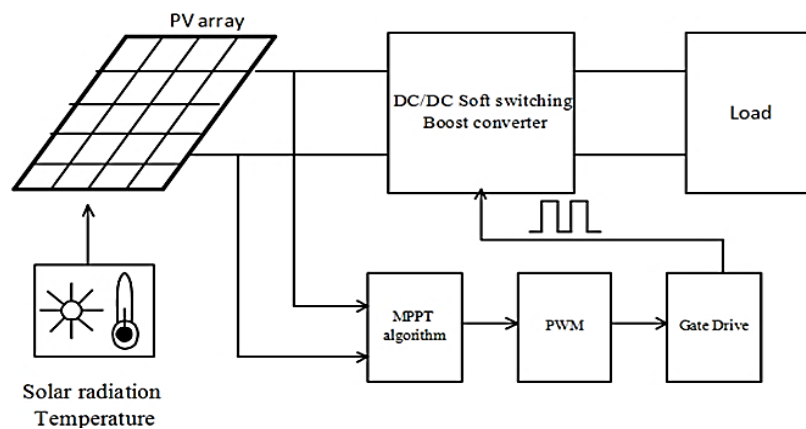 PV array
DC/DC Soft switching
Boost converter
Load
MPPT
algorithm
PWM
Gate Drive
Solar radiation
Temperature